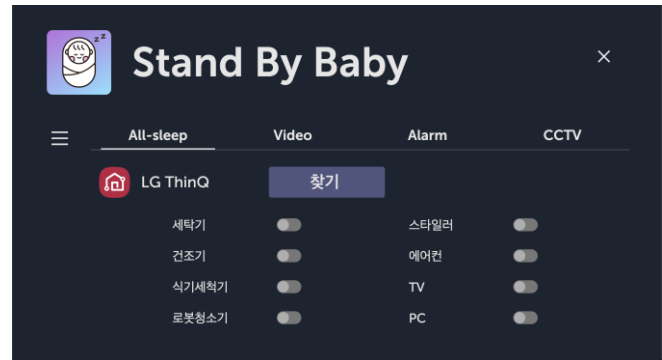 z z
Stand By Baby
×
All-sleep Video Alarm CCTV
LG ThinQ 찾기
세탁기 스타일러
건조기 에어컨
식기세척기 TV
로봇청소기 PC